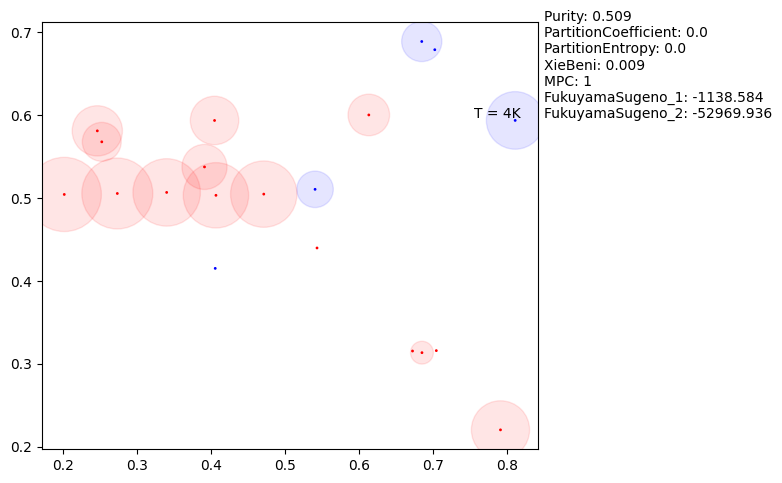 Purity: 0.509
PartitionCoefficient: 0.0
PartitionEntropy: 0.0
XieBeni: 0.009
MPC: 1
FukuyamaSugeno_1: -1138.584
FukuyamaSugeno_2: -52969.936
T = 4K
0.7
0.6
0.5
0.4
0.3
0.2
0.2 0.3 0.4 0.5 0.6 0.7 0.8